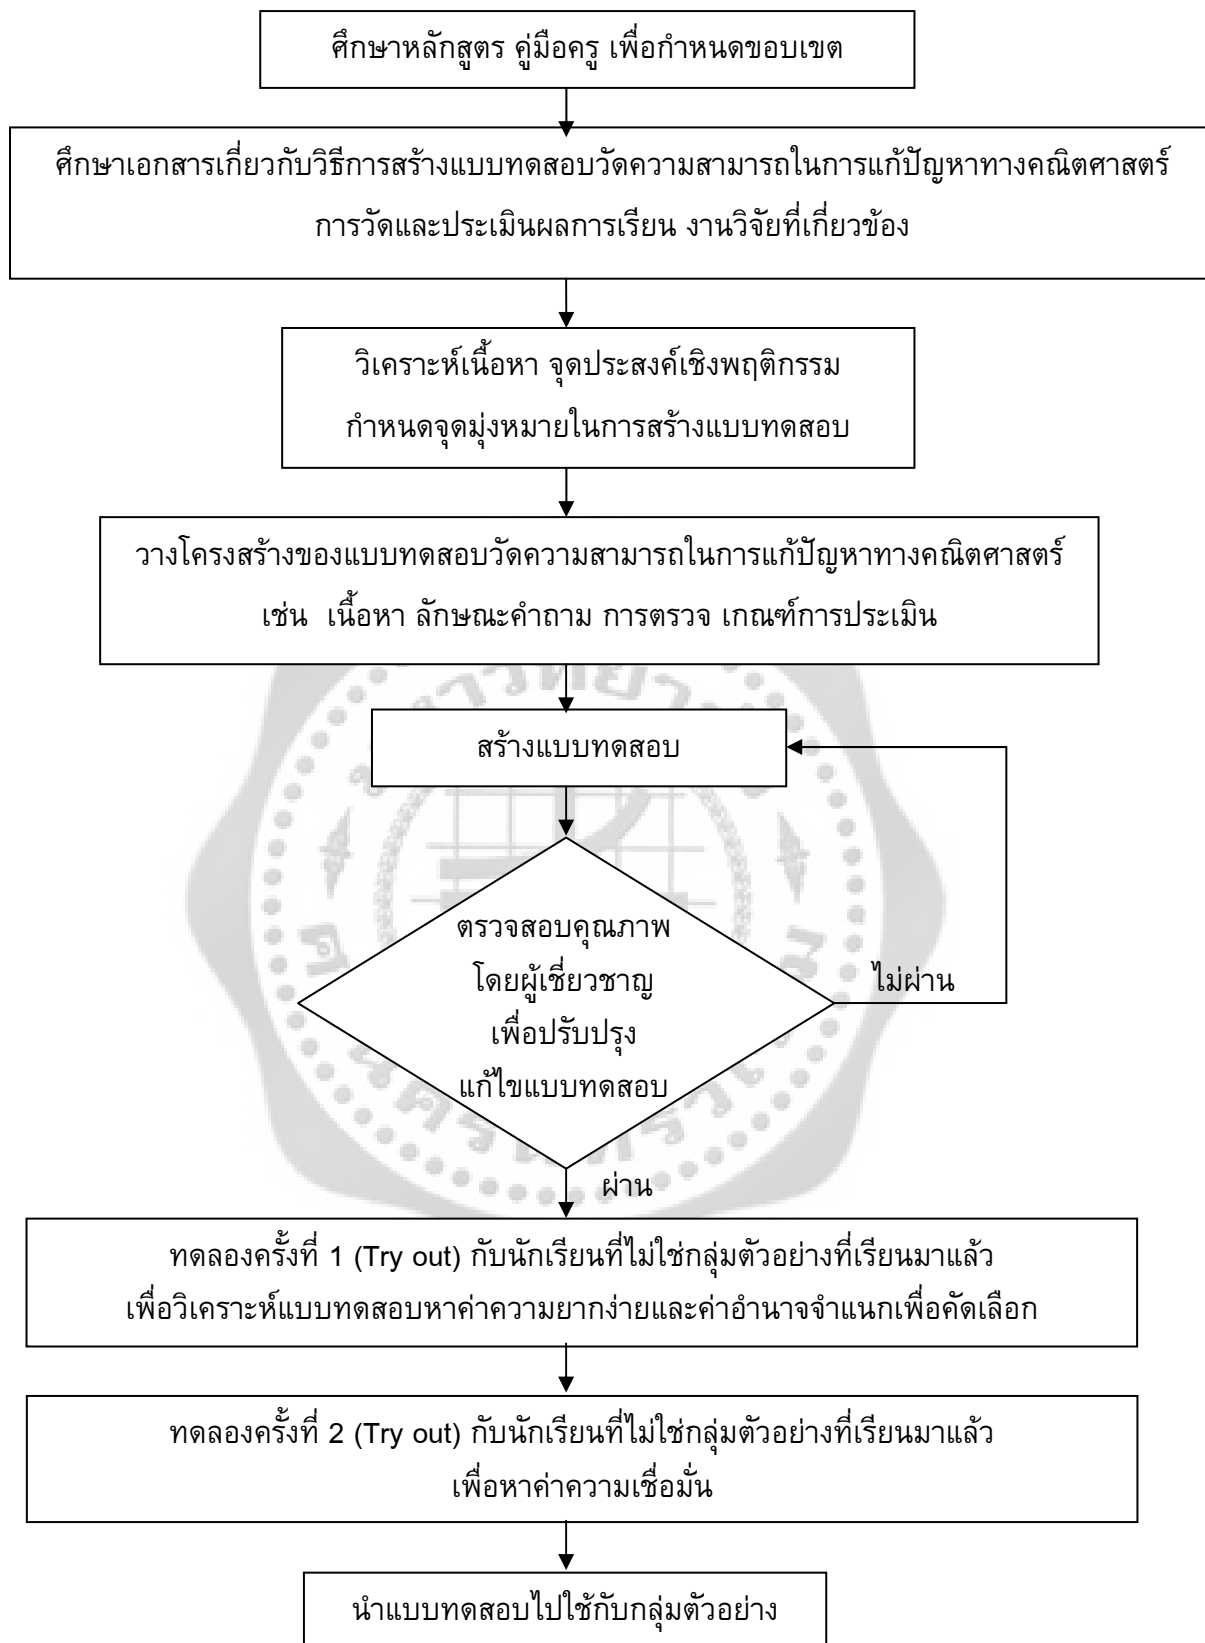 ศึกษาหลักสูตร คู่มือครู เพื่อกำหนดขอบเขต
ศึกษาเอกสารเกี่ยวกับวิธีการสร้างแบบทดสอบวัดความสามารถในการแก้ปัญหาทางคณิตศาสตร์
การวัดและประเมินผลการเรียน งานวิจัยที่เกี่ยวข้อง
วิเคราะห์เนื้อหา จุดประสงค์เชิงพฤติกรรม
กำหนดจุดมุ่งหมายในการสร้างแบบทดสอบ
วางโครงสร้างของแบบทดสอบวัดความสามารถในการแก้ปัญหาทางคณิตศาสตร์
เช่น เนื้อหา ลักษณะคำถาม การตรวจ เกณฑ์การประเมิน
สร้างแบบทดสอบ
ตรวจสอบคุณภาพ
โดยผู้เชี่ยวชาญ
เพื่อปรับปรุง
แก้ไขแบบทดสอบ
ไม่ผ่าน
ผ่าน
ทดลองครั้งที่ 1 (Try out) กับนักเรียนที่ไม่ใช่กลุ่มตัวอย่างที่เรียนมาแล้ว
เพื่อวิเคราะห์แบบทดสอบหาค่าความยากง่ายและค่าอำนาจจำแนกเพื่อคัดเลือก
ทดลองครั้งที่ 2 (Try out) กับนักเรียนที่ไม่ใช่กลุ่มตัวอย่างที่เรียนมาแล้ว
เพื่อหาค่าความเชื่อมั่น
นำแบบทดสอบไปใช้กับกลุ่มตัวอย่าง